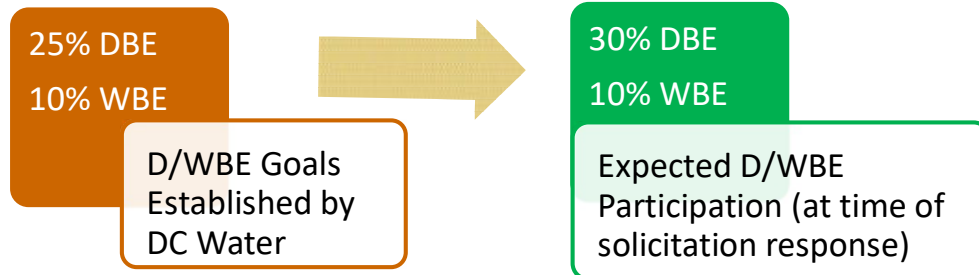 25% DBE
10% WBE
D/WBE Goals
Established by
DC Water
30% DBE
10% WBE
Expected D/WBE
Participation (at time of
solicitation response)